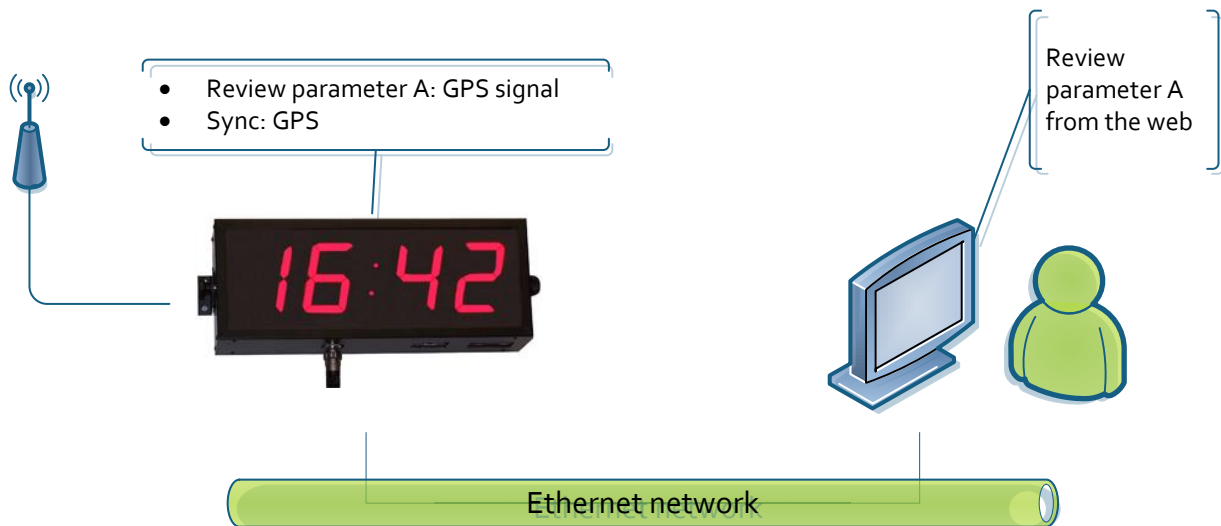 • Review parameter A: GPS signal
• Sync: GPS
Review
parameter A
from the web
16:42
Ethernet network